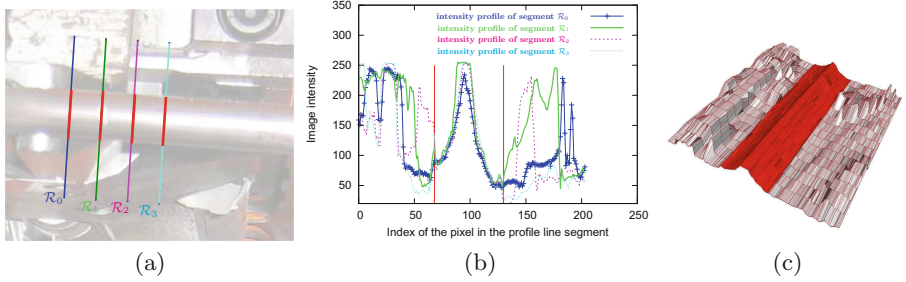 R₀
R₁
R₂
R₃
(a)
intensity profile of segment R₀
intensity profile of segment R₁
intensity profile of segment R₂
intensity profile of segment R₃
Image intensity
350
300
250
200
150
100
50
0 50 100 150 200 250
Index of the pixel in the profile line segment
(b)
(c)